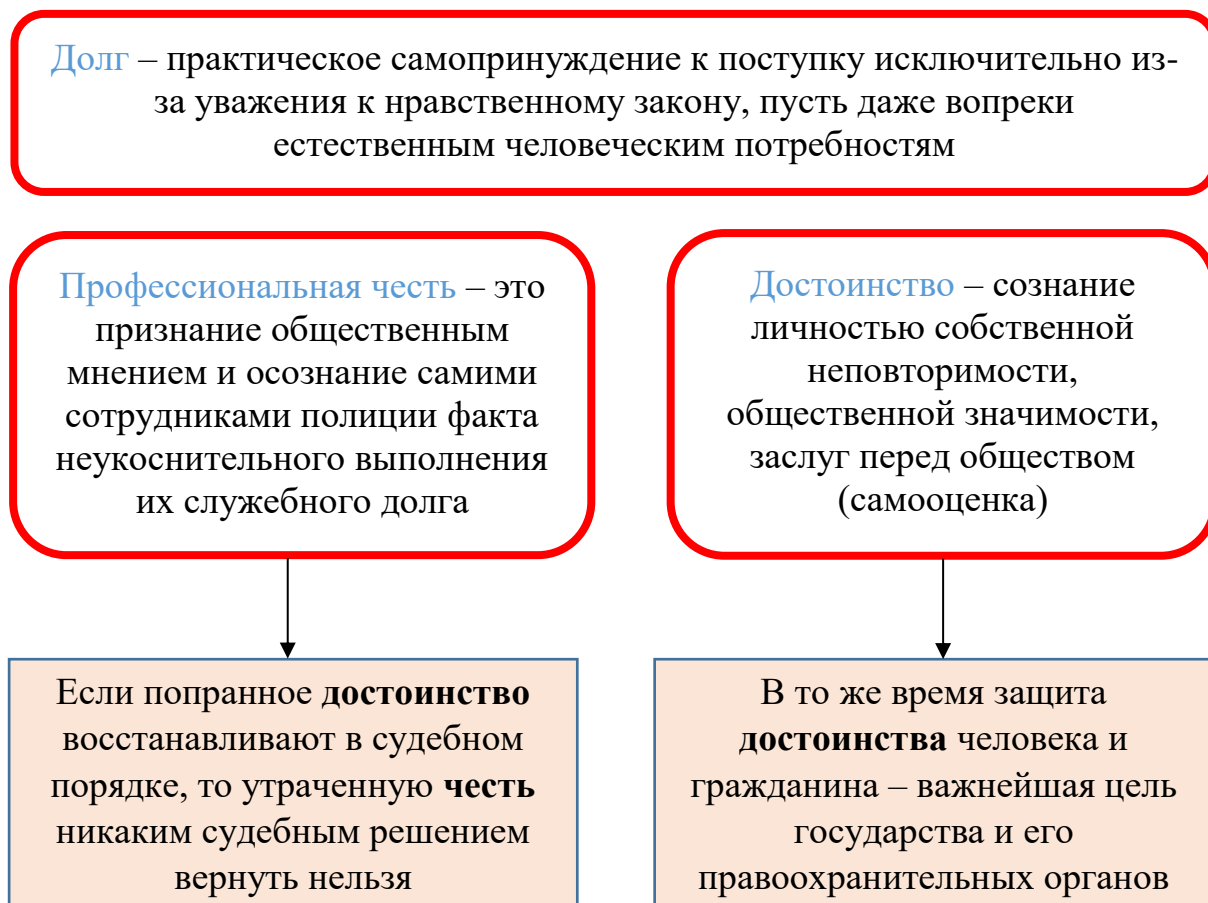 Долг – практическое самопринуждение к поступку исключительно из-
за уважения к нравственному закону, пусть даже вопреки
естественным человеческим потребностям
Профессиональная честь – это
признание общественным
мнением и осознание самими
сотрудниками полиции факта
неукоснительного выполнения
их служебного долга
Достоинство – сознание
личностью собственной
неповторимости,
общественной значимости,
заслуг перед обществом
(самооценка)
Если попранное достоинство
восстанавливают в судебном
порядке, то утраченную честь
никаким судебным решением
вернуть нельзя
В то же время защита
достоинства человека и
гражданина – важнейшая цель
государства и его
правоохранительных органов